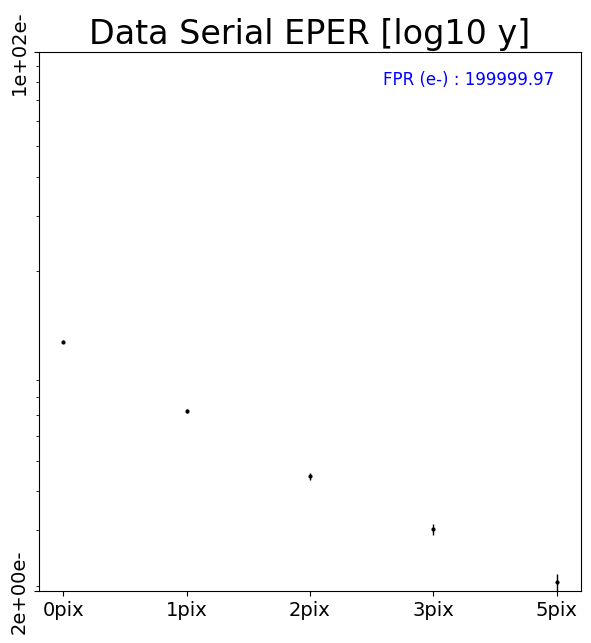 Data Serial EPER [log10 y]
1e+02e-
FPR (e-) : 199999.97
2e+00e-
0pix 1pix 2pix 3pix 5pix